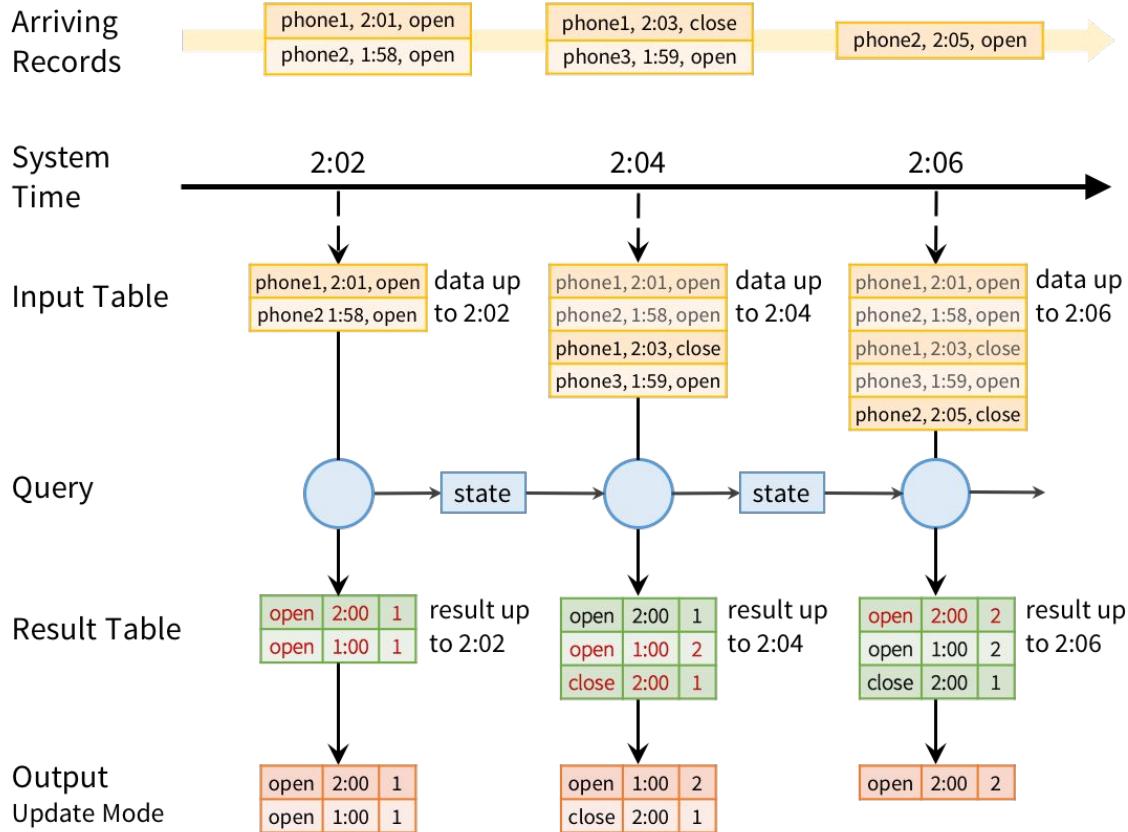 Arriving
Records
phone1, 2:01, open
phone2, 1:58, open
phone1, 2:03, close
phone3, 1:59, open
phone2, 2:05, open
System
Time
2:02
2:04
2:06
Input Table
phone1, 2:01, open
phone2 1:58, open
data up
to 2:02
phone1, 2:01, open
phone2, 1:58, open
phone1, 2:03, close
phone3, 1:59, open
data up
to 2:04
phone1, 2:01, open
phone2, 1:58, open
phone1, 2:03, close
phone3, 1:59, open
phone2, 2:05, close
data up
to 2:06
Query
state
state
Result Table
open 2:00 1
open 1:00 1
result up
to 2:02
open 2:00 1
open 1:00 2
close 2:00 1
result up
to 2:04
open 2:00 2
open 1:00 2
close 2:00 1
result up
to 2:06
Output
Update Mode
open 2:00 1
open 1:00 1
open 1:00 2
close 2:00 1
open 2:00 2